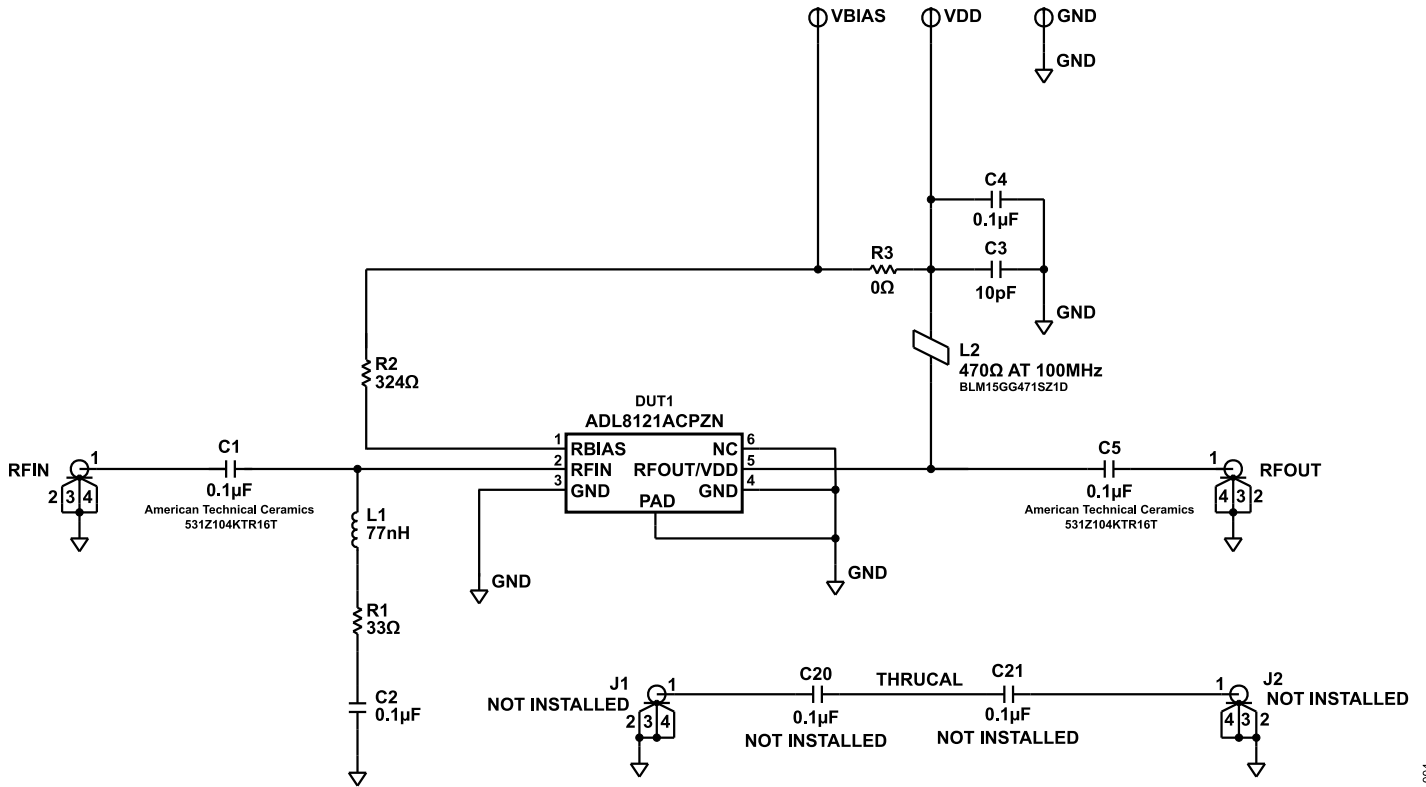 VBIAS
VDD
GND
GND
C4
0.1µF
R3
0Ω
C3
10pF
GND
R2
324Ω
L2
470Ω AT 100MHz
BLM15GG471SZ1D
DUT1
ADL8121ACPZN
1 RBIAS NC 6
2 RFIN RFOUT/VDD 5
3 GND GND 4
PAD
RFIN
1
2 3 4
C1
0.1µF
American Technical Ceramics
531Z104KTR16T
C5
0.1µF
American Technical Ceramics
531Z104KTR16T
1
RFOUT
4 3 2
L1
77nH
GND
GND
R1
33Ω
C2
0.1µF
J1
NOT INSTALLED
1
2 3 4
C20
0.1µF
NOT INSTALLED
THRUCAL
C21
0.1µF
NOT INSTALLED
1
J2
NOT INSTALLED
4 3 2